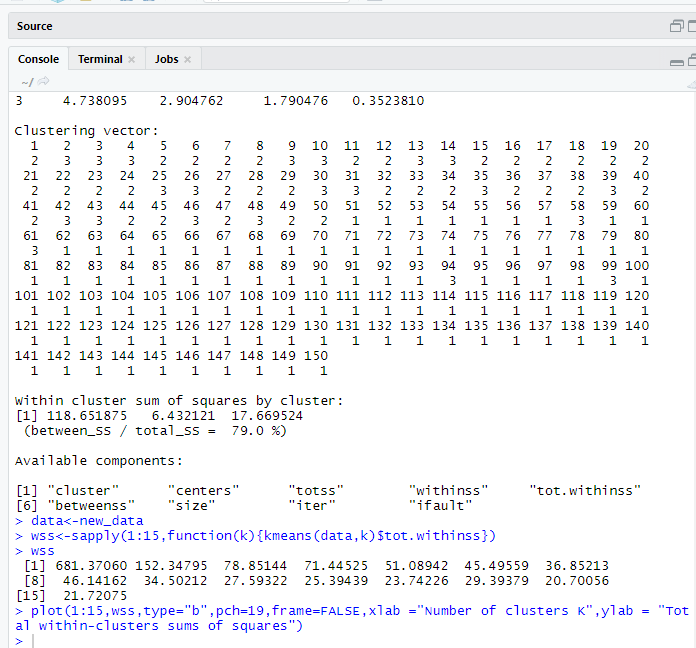 Source
Console Terminal × Jobs ×
~/
3 4.738095 2.904762 1.790476 0.3523810
Clustering vector:
1 2 3 4 5 6 7 8 9 10 11 12 13 14 15 16 17 18 19 20
2 3 3 3 2 2 2 2 3 3 2 2 3 3 2 2 2 2 2 2
21 22 23 24 25 26 27 28 29 30 31 32 33 34 35 36 37 38 39 40
2 2 2 2 3 3 2 2 2 3 3 2 2 2 3 2 2 2 3 2
41 42 43 44 45 46 47 48 49 50 51 52 53 54 55 56 57 58 59 60
2 3 3 2 2 3 2 3 2 2 1 1 1 1 1 1 1 3 1 1
61 62 63 64 65 66 67 68 69 70 71 72 73 74 75 76 77 78 79 80
3 1 1 1 1 1 1 1 1 1 1 1 1 1 1 1 1 1 1 1
81 82 83 84 85 86 87 88 89 90 91 92 93 94 95 96 97 98 99 100
1 1 1 1 1 1 1 1 1 1 1 1 1 3 1 1 1 1 3 1
101 102 103 104 105 106 107 108 109 110 111 112 113 114 115 116 117 118 119 120
1 1 1 1 1 1 1 1 1 1 1 1 1 1 1 1 1 1 1 1
121 122 123 124 125 126 127 128 129 130 131 132 133 134 135 136 137 138 139 140
1 1 1 1 1 1 1 1 1 1 1 1 1 1 1 1 1 1 1 1
141 142 143 144 145 146 147 148 149 150
1 1 1 1 1 1 1 1 1 1
Within cluster sum of squares by cluster:
[1] 118.651875 6.432121 17.669524
(between_SS / total_SS = 79.0 %)
Available components:
[1] "cluster" "centers" "totss" "withinss" "tot.withinss"
[6] "betweenss" "size" "iter" "ifault"
> data<-new_data
> wss<-sapply(1:15,function(k){kmeans(data,k)$tot.withinss})
> wss
[1] 681.37060 152.34795 78.85144 71.44525 51.08942 45.49559 36.85213
[8] 46.14162 34.50212 27.59322 25.39439 23.74226 29.39379 20.70056
[15] 21.72075
> plot(1:15,wss,type="b",pch=19,frame=FALSE,xlab ="Number of clusters K",ylab = "Tot
al within-clusters sums of squares")
>